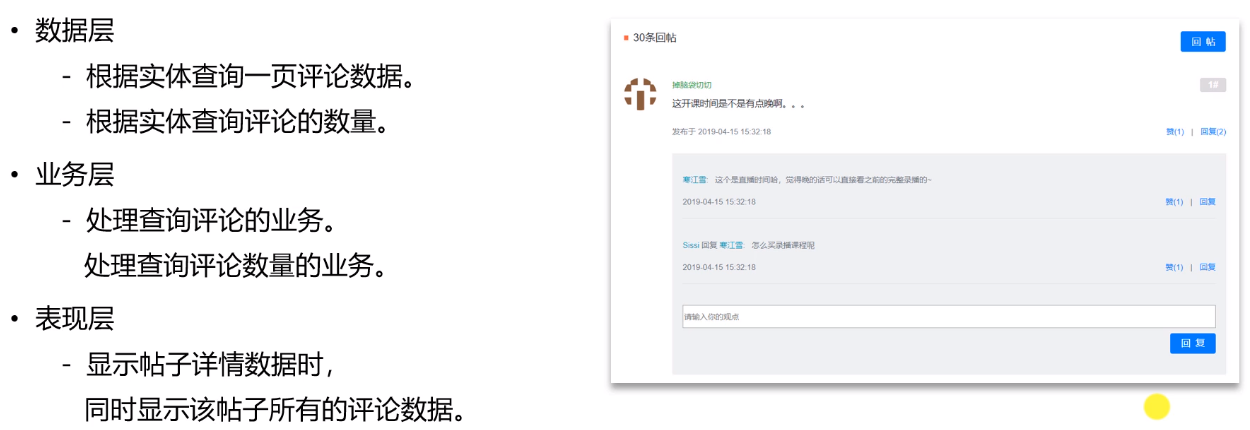 • 数据层
- 根据实体查询一页评论数据。
- 根据实体查询评论的数量。
• 业务层
- 处理查询评论的业务。
处理查询评论数量的业务。
• 表现层
- 显示帖子详情数据时，
同时显示该帖子所有的评论数据。
30条回帖
回 帖
掉脑袋切切
1#
这开课时间是不是有点晚啊。。。
发布于 2019-04-15 15:32:18
赞(1) | 回复(2)
寒江雪: 这个是直播时间哈，觉得晚的话可以直接看之前的完整录播的~
2019-04-15 15:32:18
赞(1) | 回复
Sissi 回复 寒江雪: 怎么买录播课程呢
2019-04-15 15:32:18
赞(1) | 回复
请输入你的观点
回 复